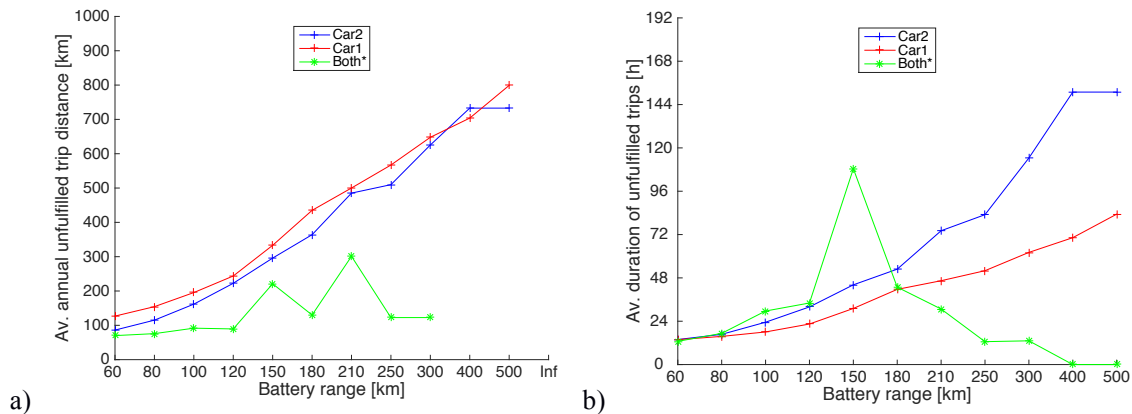 a)
Av. annual unfulfilled trip distance [km]
1000
900
800
700
600
500
400
300
200
100
0
Car2
Car1
Both*
60 80 100 120 150 180 210 250 300 400 500 Inf
Battery range [km]
b)
Av. duration of unfulfilled trips [h]
192
168
144
120
96
72
48
24
0
Car2
Car1
Both*
60 80 100 120 150 180 210 250 300 400 500
Battery range [km]